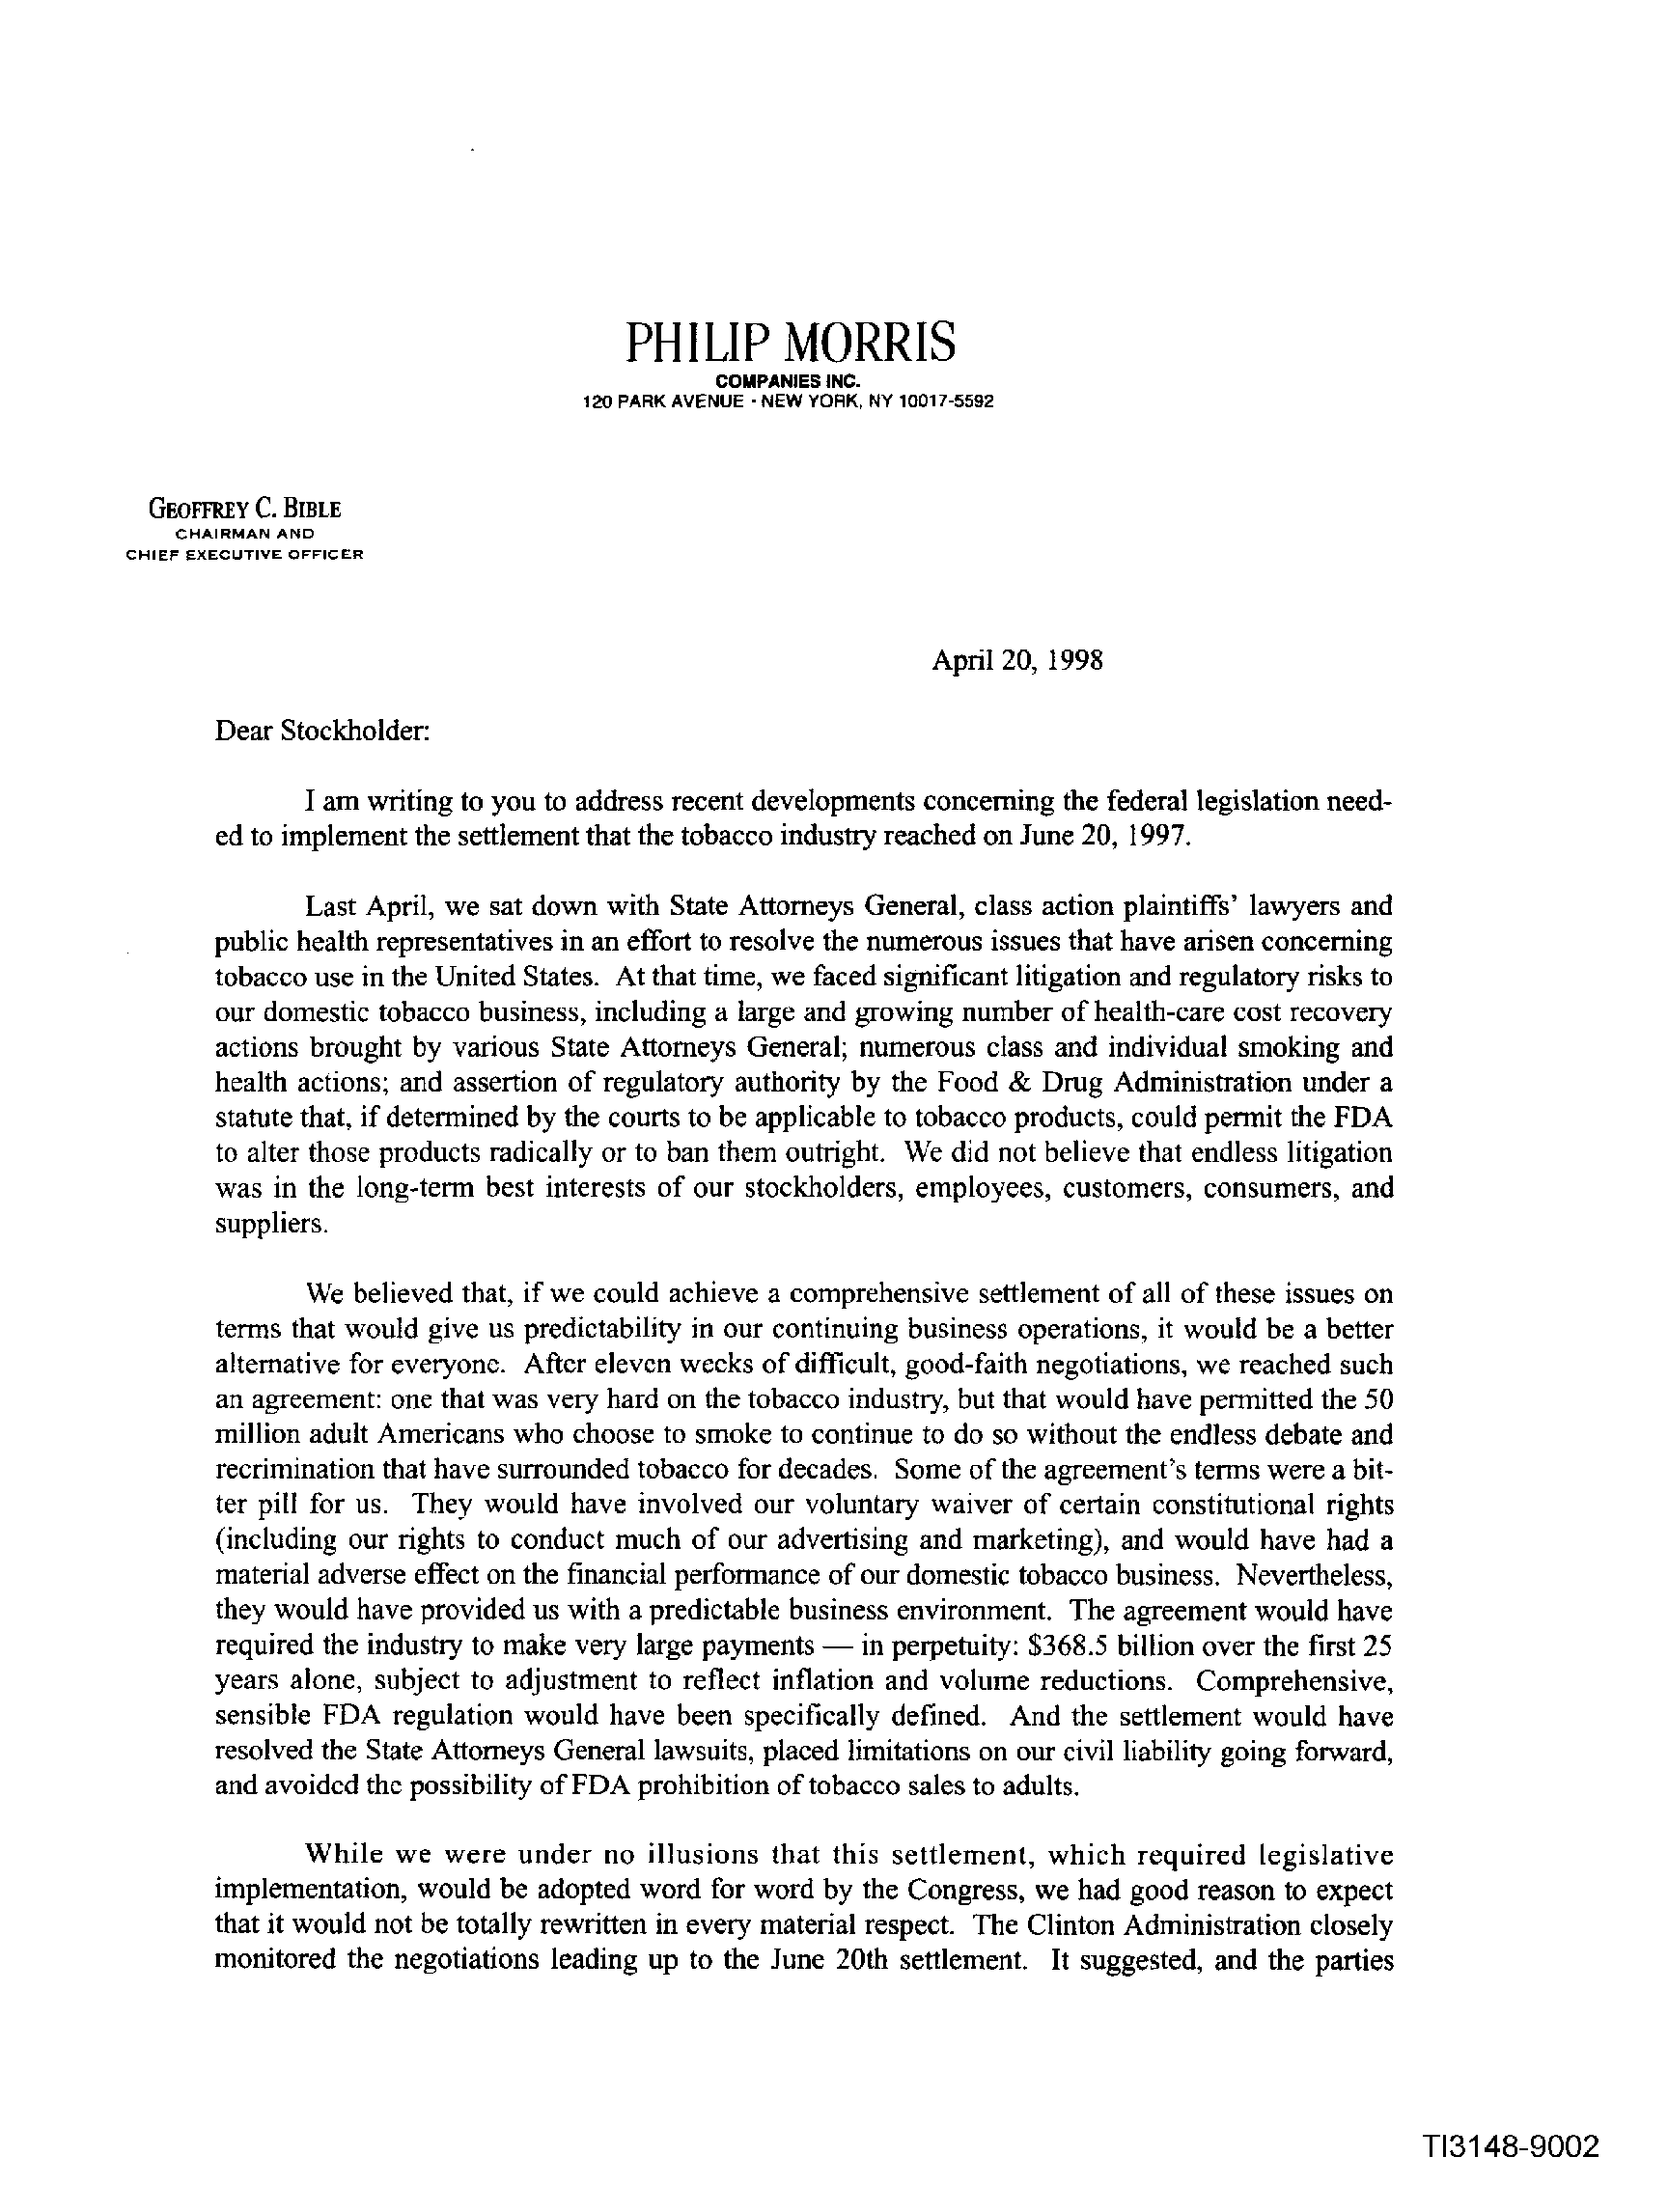 PHILIP MORRIS
COMPANIES INC.
120 PARK AVENUE · NEW YORK, NY 10017-5592
GEOFFREY C. BIBLE
CHAIRMAN AND
CHIEF EXECUTIVE OFFICER
April 20, 1998
Dear Stockholder:
I am writing to you to address recent developments concerning the federal legislation need-
ed to implement the settlement that the tobacco industry reached on June 20, 1997.
Last April, we sat down with State Attorneys General, class action plaintiffs' lawyers and
public health representatives in an effort to resolve the numerous issues that have arisen concerning
tobacco use in the United States. At that time, we faced significant litigation and regulatory risks to
our domestic tobacco business, including a large and growing number of health-care cost recovery
actions brought by various State Attorneys General; numerous class and individual smoking and
health actions; and assertion of regulatory authority by the Food & Drug Administration under a
statute that, if determined by the courts to be applicable to tobacco products, could permit the FDA
to alter those products radically or to ban them outright. We did not believe that endless litigation
was in the long-term best interests of our stockholders, employees, customers, consumers, and
suppliers.
We believed that, if we could achieve a comprehensive settlement of all of these issues on
terms that would give us predictability in our continuing business operations, it would be a better
alternative for everyone. After eleven weeks of difficult, good-faith negotiations, we reached such
an agreement: one that was very hard on the tobacco industry, but that would have permitted the 50
million adult Americans who choose to smoke to continue to do so without the endless debate and
recrimination that have surrounded tobacco for decades. Some of the agreement's terms were a bit-
ter pill for us. They would have involved our voluntary waiver of certain constitutional rights
(including our rights to conduct much of our advertising and marketing), and would have had a
material adverse effect on the financial performance of our domestic tobacco business. Nevertheless,
they would have provided us with a predictable business environment. The agreement would have
required the industry to make very large payments — in perpetuity: $368.5 billion over the first 25
years alone, subject to adjustment to reflect inflation and volume reductions. Comprehensive,
sensible FDA regulation would have been specifically defined. And the settlement would have
resolved the State Attorneys General lawsuits, placed limitations on our civil liability going forward,
and avoided the possibility of FDA prohibition of tobacco sales to adults.
While we were under no illusions that this settlement, which required legislative
implementation, would be adopted word for word by the Congress, we had good reason to expect
that it would not be totally rewritten in every material respect. The Clinton Administration closely
monitored the negotiations leading up to the June 20th settlement. It suggested, and the parties
TI3148-9002